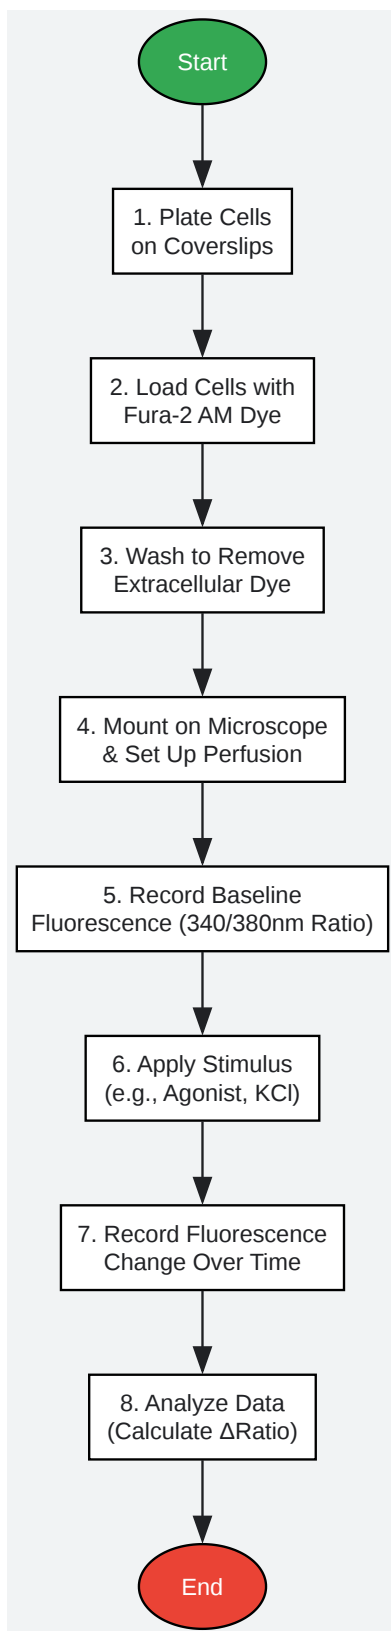 Start
1. Plate Cells
on Coverslips
2. Load Cells with
Fura-2 AM Dye
3. Wash to Remove
Extracellular Dye
4. Mount on Microscope
& Set Up Perfusion
5. Record Baseline
Fluorescence (340/380nm Ratio)
6. Apply Stimulus
(e.g., Agonist, KCl)
7. Record Fluorescence
Change Over Time
8. Analyze Data
(Calculate ΔRatio)
End